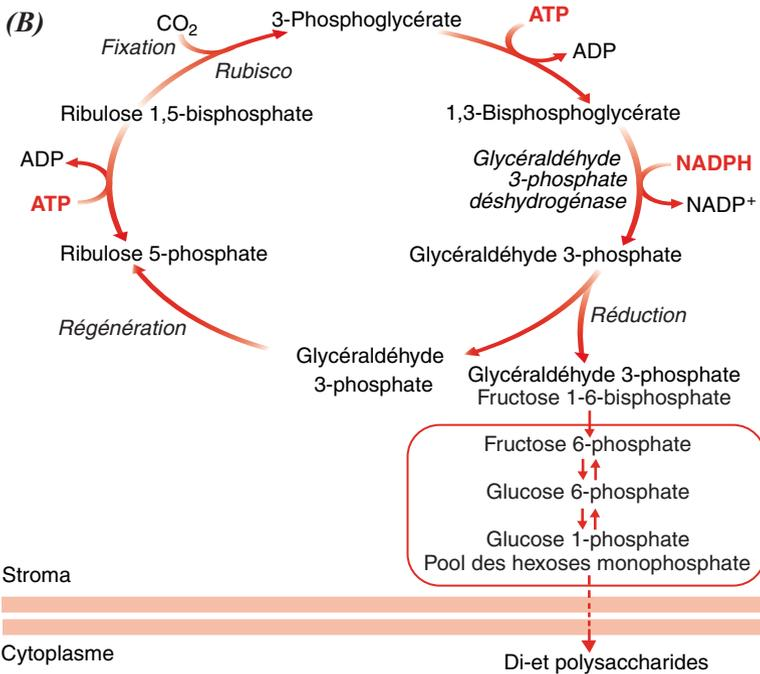 (B)
CO2
3-Phosphoglycérate
ATP
Fixation
ADP
Rubisco
Ribulose 1,5-bisphosphate
1,3-Bisphosphoglycérate
ADP
ATP
Glycéraldéhyde
3-phosphate
déshydrogénase
NADPH
NADP+
Ribulose 5-phosphate
Glycéraldéhyde 3-phosphate
Régénération
Réduction
Glycéraldéhyde
3-phosphate
Glycéraldéhyde 3-phosphate
Fructose 1-6-bisphosphate
Fructose 6-phosphate
Glucose 6-phosphate
Glucose 1-phosphate
Pool des hexoses monophosphate
Stroma
Cytoplasme
Di-et polysaccharides